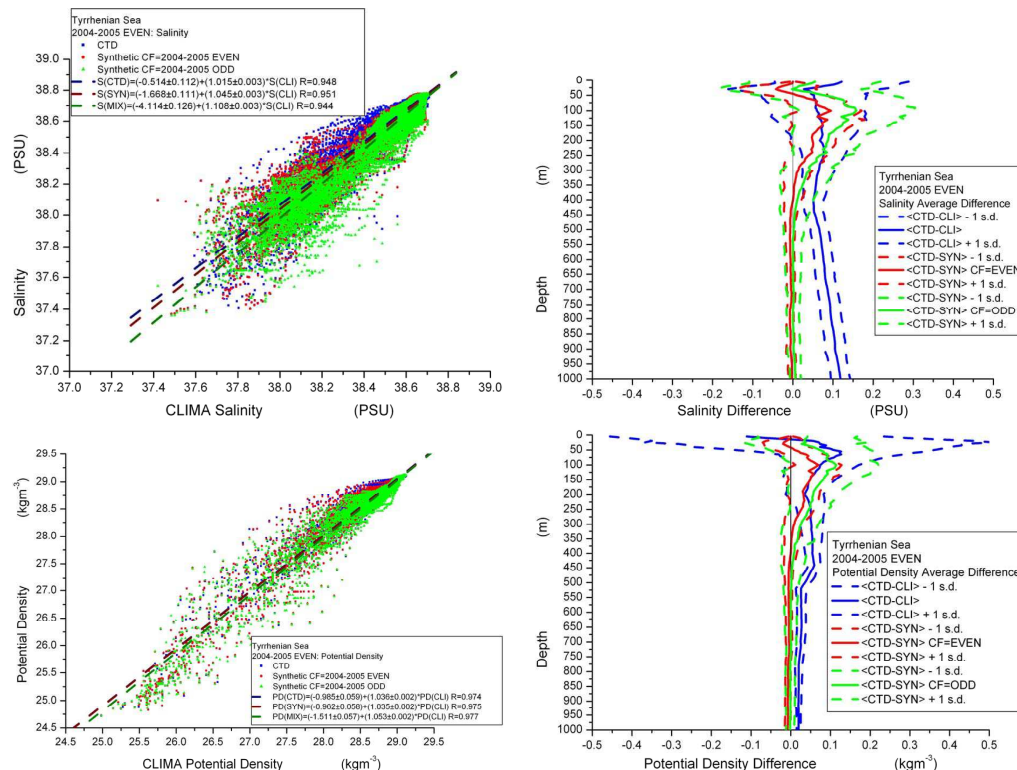 Tyrrhenian Sea
2004-2005 EVEN: Salinity
CTD
Synthetic CF=2004-2005 EVEN
Synthetic CF=2004-2005 ODD
S(CTD)=(-0.514±0.112)+(1.015±0.003)*S(CLI) R=0.948
S(SYN)=(-1.668±0.111)+(1.045±0.003)*S(CLI) R=0.951
S(MIX)=(-4.114±0.126)+(1.108±0.003)*S(CLI) R=0.944
39.0
38.8
38.6
38.4
38.2
38.0
37.8
37.6
37.4
37.2
37.0
Salinity (PSU)
37.0 37.2 37.4 37.6 37.8 38.0 38.2 38.4 38.6 38.8 39.0
CLIMA Salinity (PSU)
0
50
100
150
200
250
300
350
400
450
500
550
600
650
700
750
800
850
900
950
1000
Depth (m)
Tyrrhenian Sea
2004-2005 EVEN
Salinity Average Difference
<CTD-CLI> - 1 s.d.
<CTD-CLI>
<CTD-CLI> + 1 s.d.
<CTD-SYN> - 1 s.d.
<CTD-SYN> CF=EVEN
<CTD-SYN> + 1 s.d.
<CTD-SYN> - 1 s.d.
<CTD-SYN> CF=ODD
<CTD-SYN> + 1 s.d.
-0.5 -0.4 -0.3 -0.2 -0.1 0.0 0.1 0.2 0.3 0.4 0.5
Salinity Difference (PSU)
29.5
29.0
28.5
28.0
27.5
27.0
26.5
26.0
25.5
25.0
24.5
Potential Density (kgm⁻³)
Tyrrhenian Sea
2004-2005 EVEN: Potential Density
CTD
Synthetic CF=2004-2005 EVEN
Synthetic CF=2004-2005 ODD
PD(CTD)=(-0.985±0.059)+(1.036±0.002)*PD(CLI) R=0.974
PD(SYN)=(-0.902±0.056)+(1.035±0.002)*PD(CLI) R=0.975
PD(MIX)=(-1.511±0.057)+(1.053±0.002)*PD(CLI) R=0.977
24.5 25.0 25.5 26.0 26.5 27.0 27.5 28.0 28.5 29.0 29.5
CLIMA Potential Density (kgm⁻³)
0
50
100
150
200
250
300
350
400
450
500
550
600
650
700
750
800
850
900
950
1000
Depth (m)
Tyrrhenian Sea
2004-2005 EVEN
Potential Density Average Difference
<CTD-CLI> - 1 s.d.
<CTD-CLI>
<CTD-CLI> + 1 s.d.
<CTD-SYN> - 1 s.d.
<CTD-SYN> CF=EVEN
<CTD-SYN> + 1 s.d.
<CTD-SYN> - 1 s.d.
<CTD-SYN> CF=ODD
<CTD-SYN> + 1 s.d.
-0.5 -0.4 -0.3 -0.2 -0.1 0.0 0.1 0.2 0.3 0.4 0.5
Potential Density Difference (kgm⁻³)